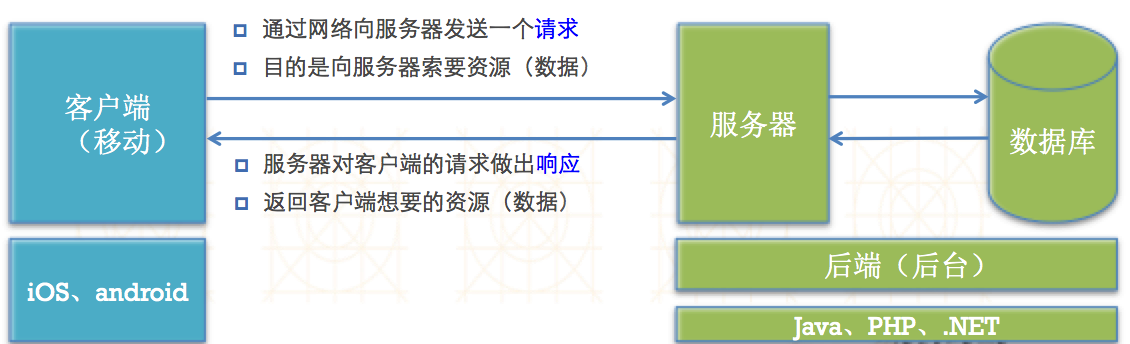 通过网络向服务器发送一个请求
目的是向服务器索要资源（数据）
客户端
（移动）
服务器
数据库
服务器对客户端的请求做出响应
返回客户端想要的资源（数据）
iOS、android
后端（后台）
Java、PHP、.NET